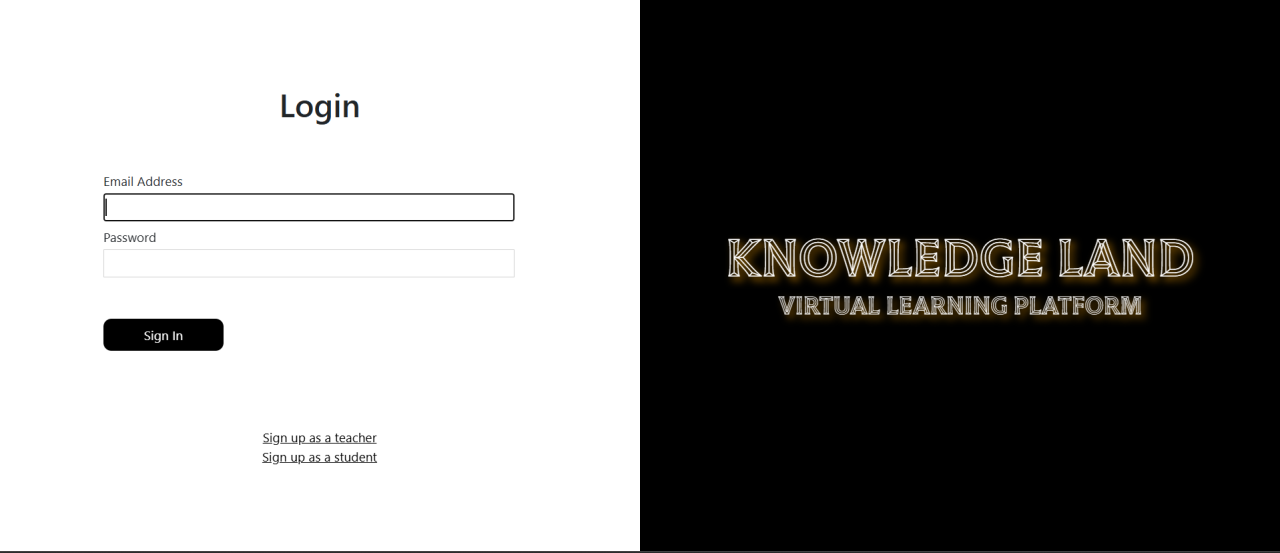 Login
Email Address
Password
Sign In
Sign up as a teacher
Sign up as a student
KNOWLEDGE LAND
VIRTUAL LEARNING PLATFORM